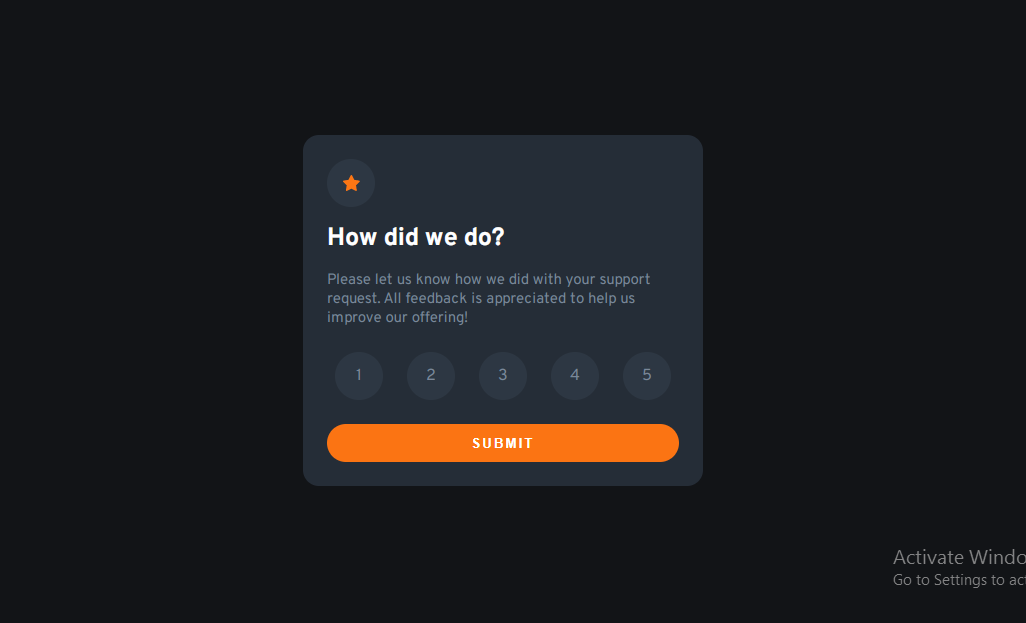 How did we do?
Please let us know how we did with your support
request. All feedback is appreciated to help us
improve our offering!
1 2 3 4 5
SUBMIT
Activate Windo
Go to Settings to act